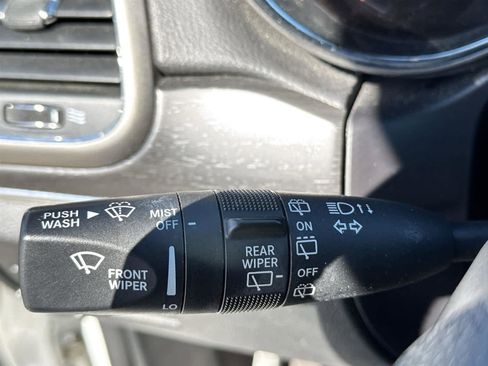 PUSH
WASH
MIST
OFF
FRONT
WIPER
LO
REAR
WIPER
ON
OFF